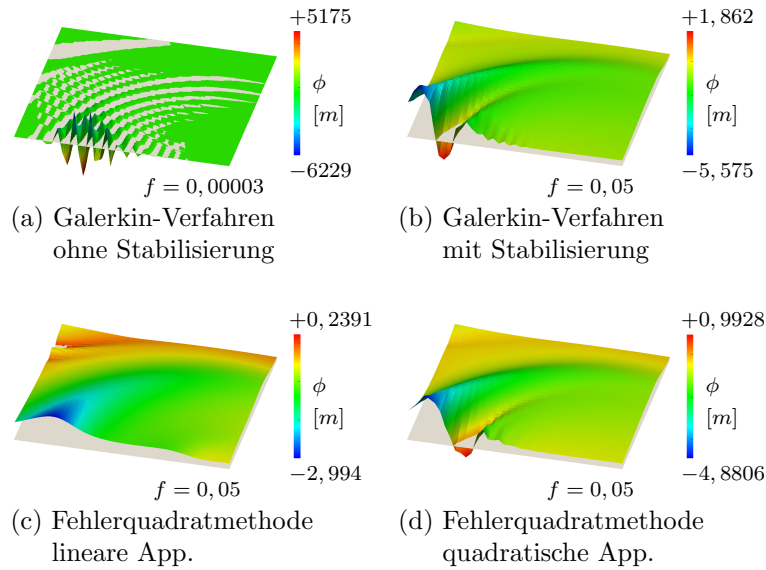 +5175
ϕ
[m]
−6229
f = 0,00003
(a) Galerkin-Verfahren
ohne Stabilisierung
+1,862
ϕ
[m]
−5,575
f = 0,05
(b) Galerkin-Verfahren
mit Stabilisierung
+0,2391
ϕ
[m]
−2,994
f = 0,05
(c) Fehlerquadratmethode
lineare App.
+0,9928
ϕ
[m]
−4,8806
f = 0,05
(d) Fehlerquadratmethode
quadratische App.